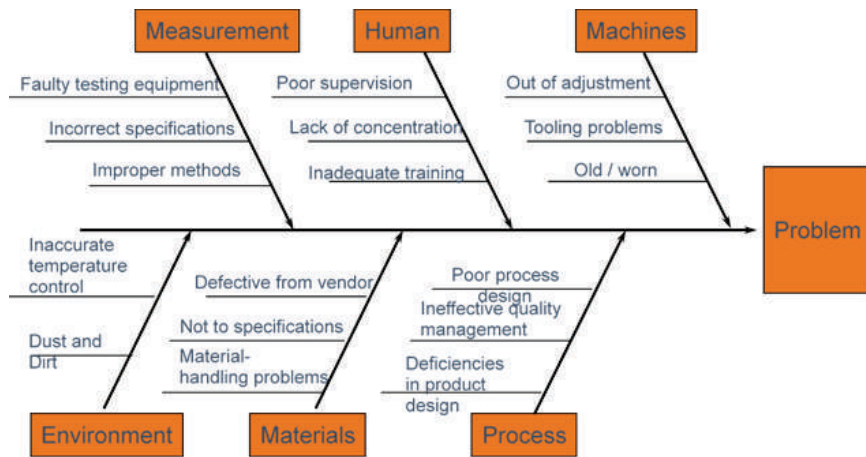 Measurement
Human
Machines
Faulty testing equipment
Poor supervision
Out of adjustment
Incorrect specifications
Lack of concentration
Tooling problems
Improper methods
Inadequate training
Old / worn
Problem
Inaccurate
temperature
control
Defective from vendor
Poor process
design
Dust and
Dirt
Not to specifications
Ineffective quality
management
Material-
handling problems
Deficiencies
in product
design
Environment
Materials
Process